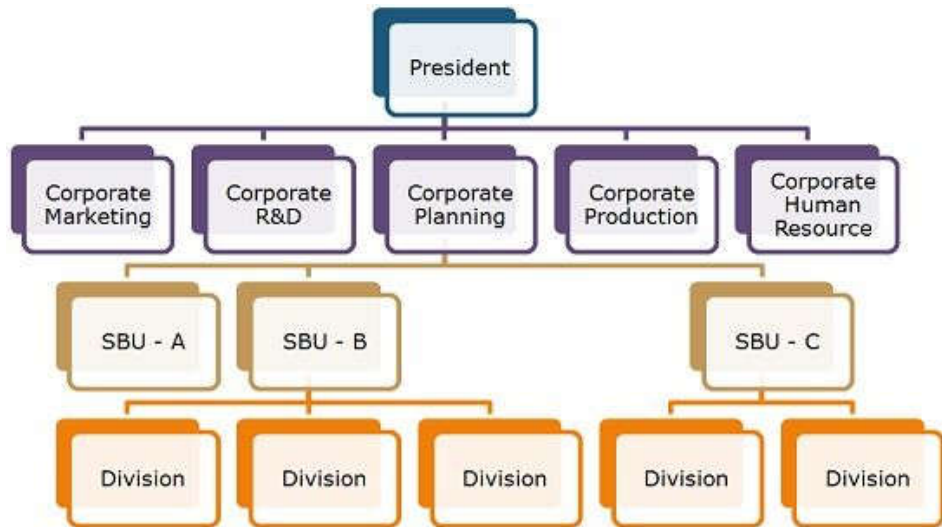 President
Corporate
Marketing
Corporate
R&D
Corporate
Planning
Corporate
Production
Corporate
Human
Resource
SBU - A
SBU - B
SBU - C
Division
Division
Division
Division
Division